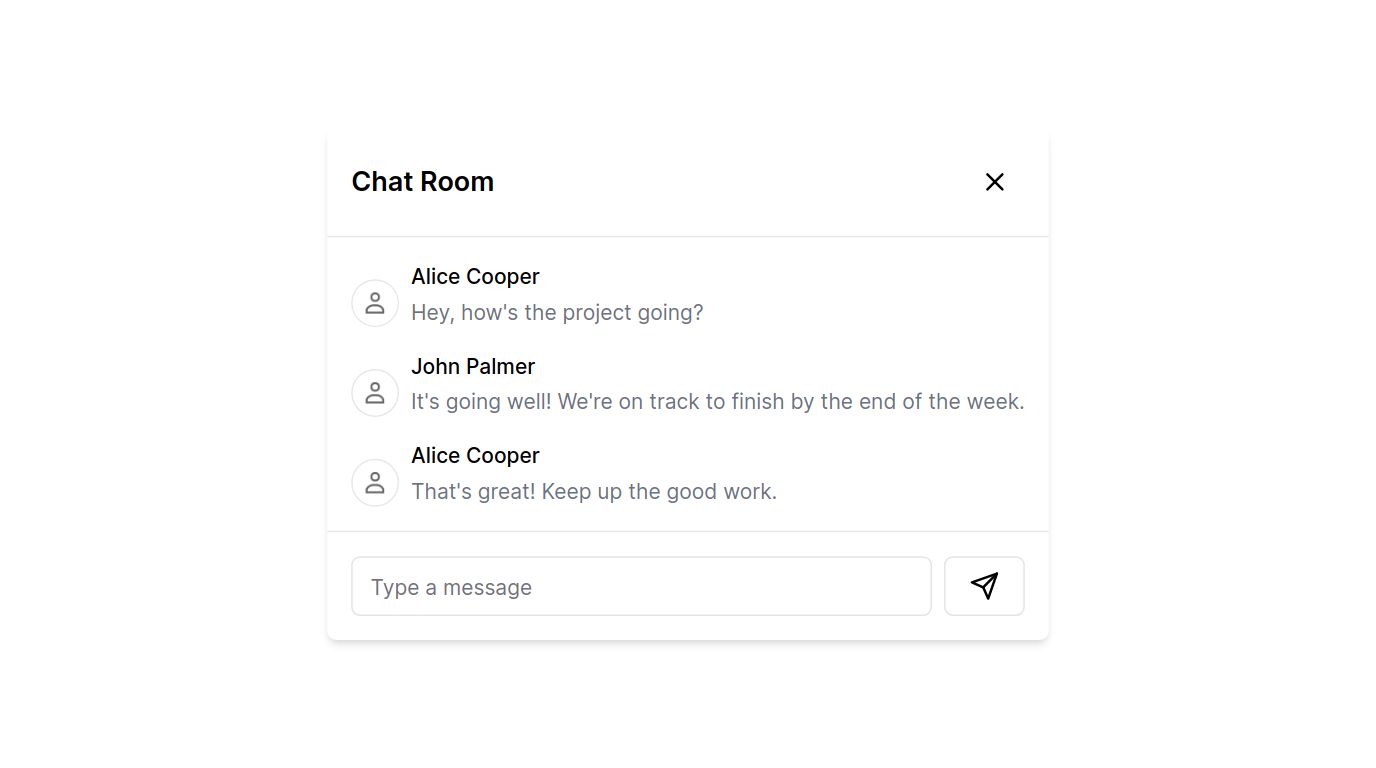 Chat Room
Alice Cooper
Hey, how's the project going?
John Palmer
It's going well! We're on track to finish by the end of the week.
Alice Cooper
That's great! Keep up the good work.
Type a message